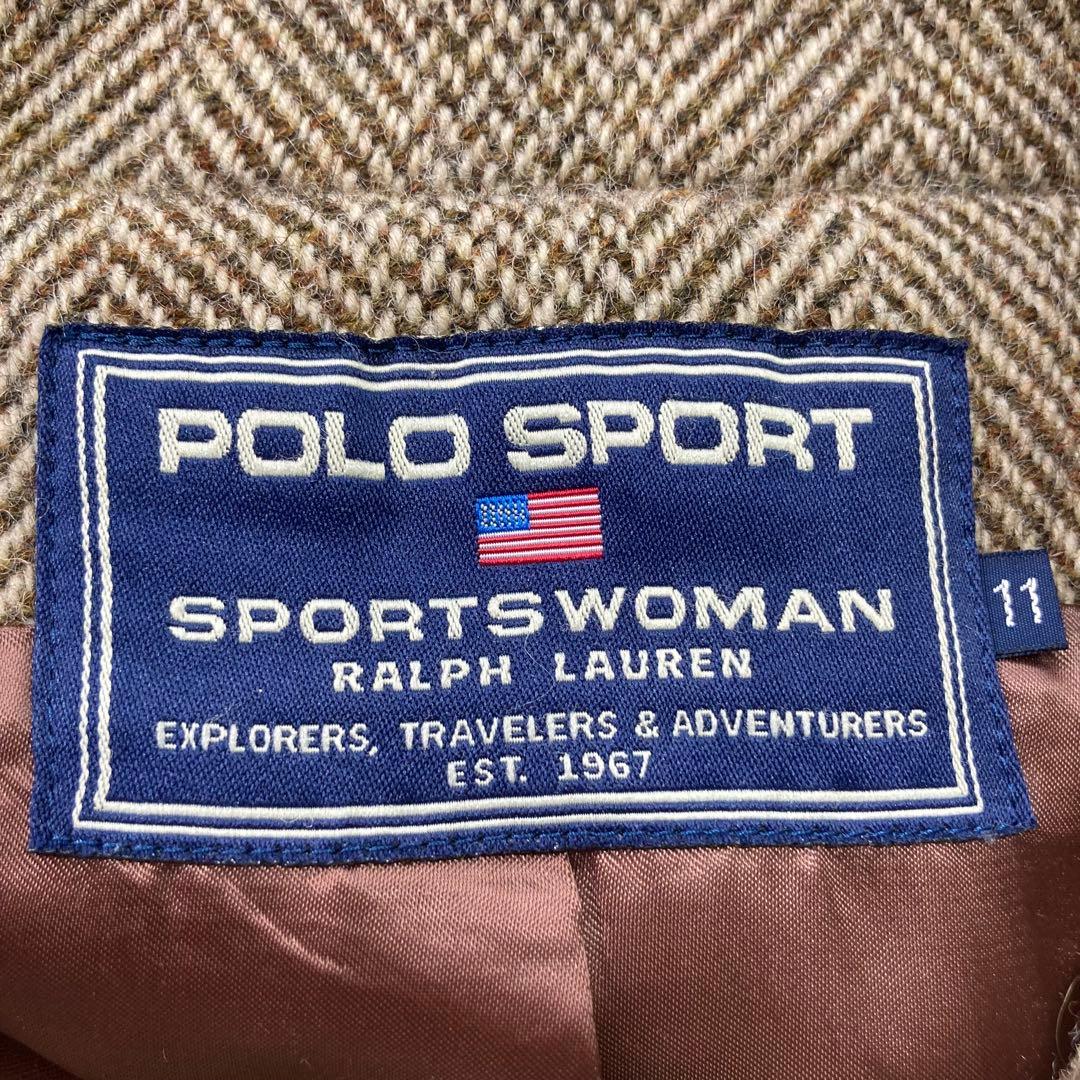 POLO SPORT
SPORTSWOMAN
RALPH LAUREN
EXPLORERS, TRAVELERS & ADVENTURERS
EST. 1967
11